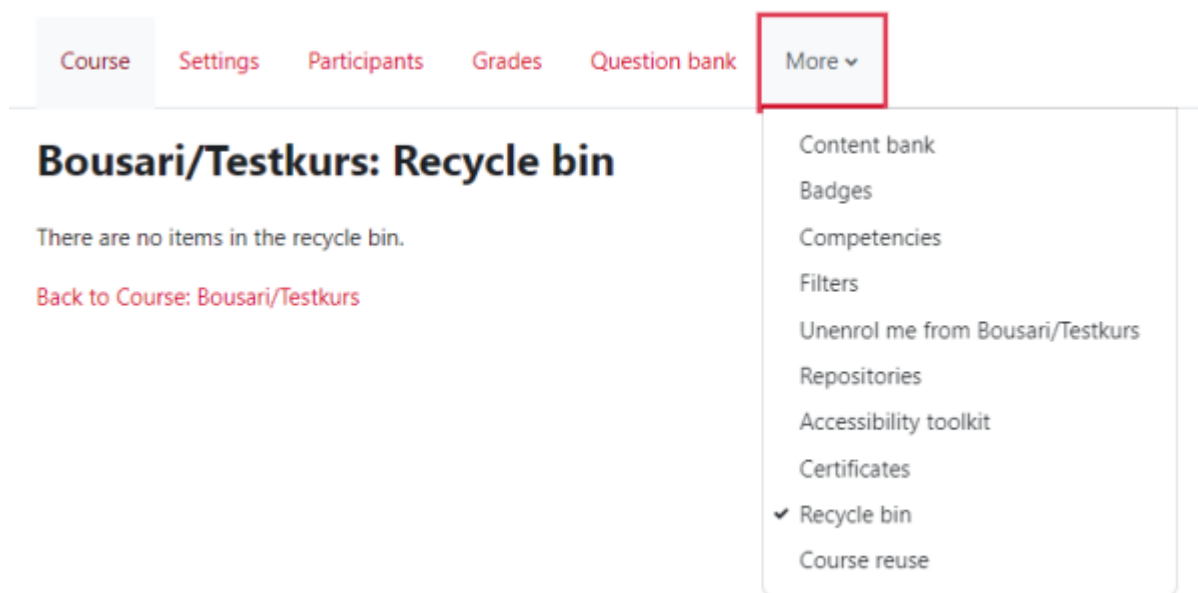 Course Settings Participants Grades Question bank More
Bousari/Testkurs: Recycle bin
There are no items in the recycle bin.
Back to Course: Bousari/Testkurs
Content bank
Badges
Competencies
Filters
Unenrol me from Bousari/Testkurs
Repositories
Accessibility toolkit
Certificates
Recycle bin
Course reuse